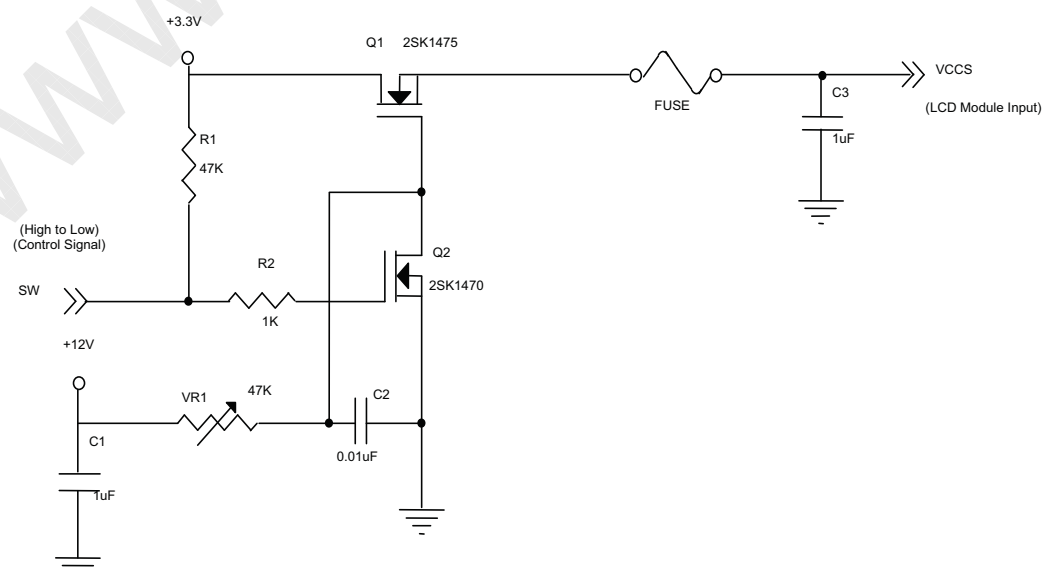 +3.3V
Q1 2SK1475
VCCS
FUSE
C3
(LCD Module Input)
1uF
R1
47K
(High to Low)
(Control Signal)
Q2
R2
2SK1470
SW
1K
+12V
VR1
47K
C2
C1
0.01uF
1uF